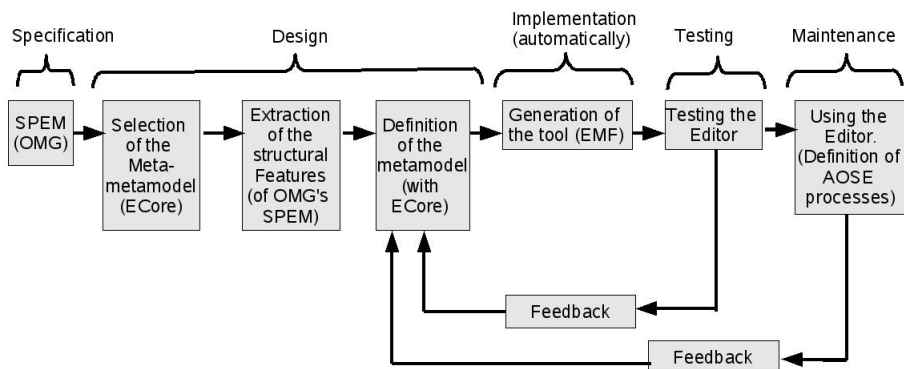 Specification
Design
Implementation
(automatically)
Testing
Maintenance
SPEM
(OMG)
Selection
of the
Meta-
metamodel
(ECore)
Extraction
of the
structural
Features
(of OMG's
SPEM)
Definition
of the
metamodel
(with
ECore)
Generation of
the tool (EMF)
Testing the
Editor
Using the
Editor.
(Definition of
AOSE
processes)
Feedback
Feedback